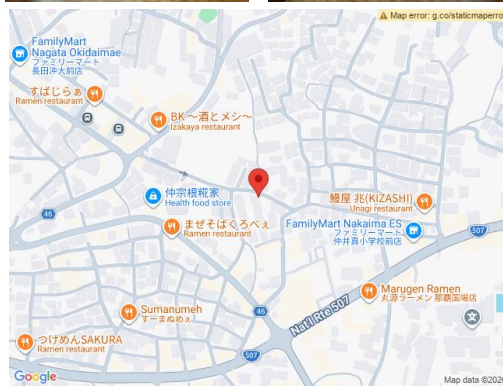 Map error: g.co/staticmaperro
FamilyMart
Nagata Okidaimae
ファミリーマート
長田沖大前店
すばじらぁ
Ramen restaurant
BK～酒とメシ～
Izakaya restaurant
仲宗根糀家
Health food store
鰻屋 兆(KIZASHI)
Unagi restaurant
46
まぜそばくろべぇ
Ramen restaurant
FamilyMart Nakaima ES
ファミリーマート
仲井真小学校前店
507
Marugen Ramen
丸源ラーメン 那覇国場店
Sumanumeh
すーまぬめぇ
46
Nat'l Rte 507
つけめんSAKURA
Ramen restaurant
507
Google
Map data ©2026